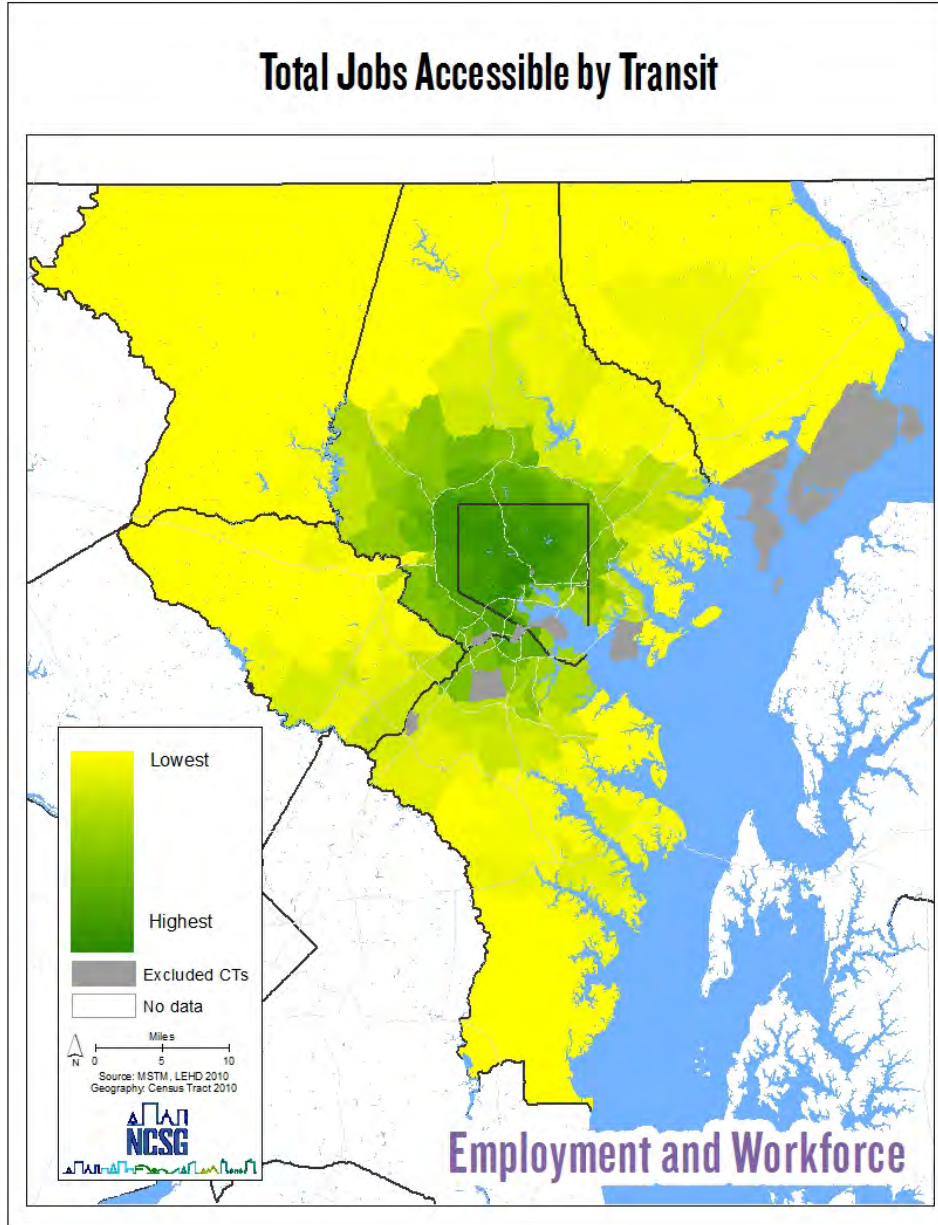 Total Jobs Accessible by Transit
Lowest
Highest
Excluded CTs
No data
Miles
N
0 5 10
Source: MSTM, LEHD 2010
Geography: Census Tract 2010
NCSG
Employment and Workforce